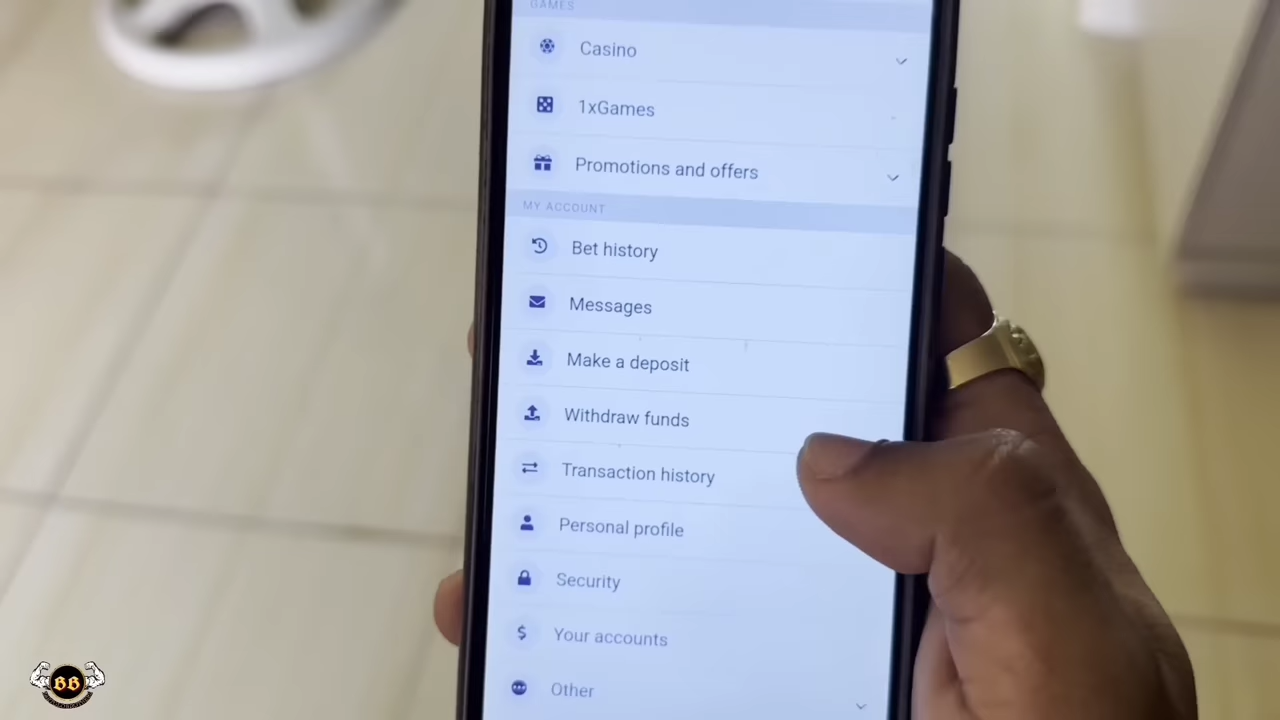 GAMES
Casino
1xGames
Promotions and offers
MY ACCOUNT
Bet history
Messages
Make a deposit
Withdraw funds
Transaction history
Personal profile
Security
Your accounts
Other
BB